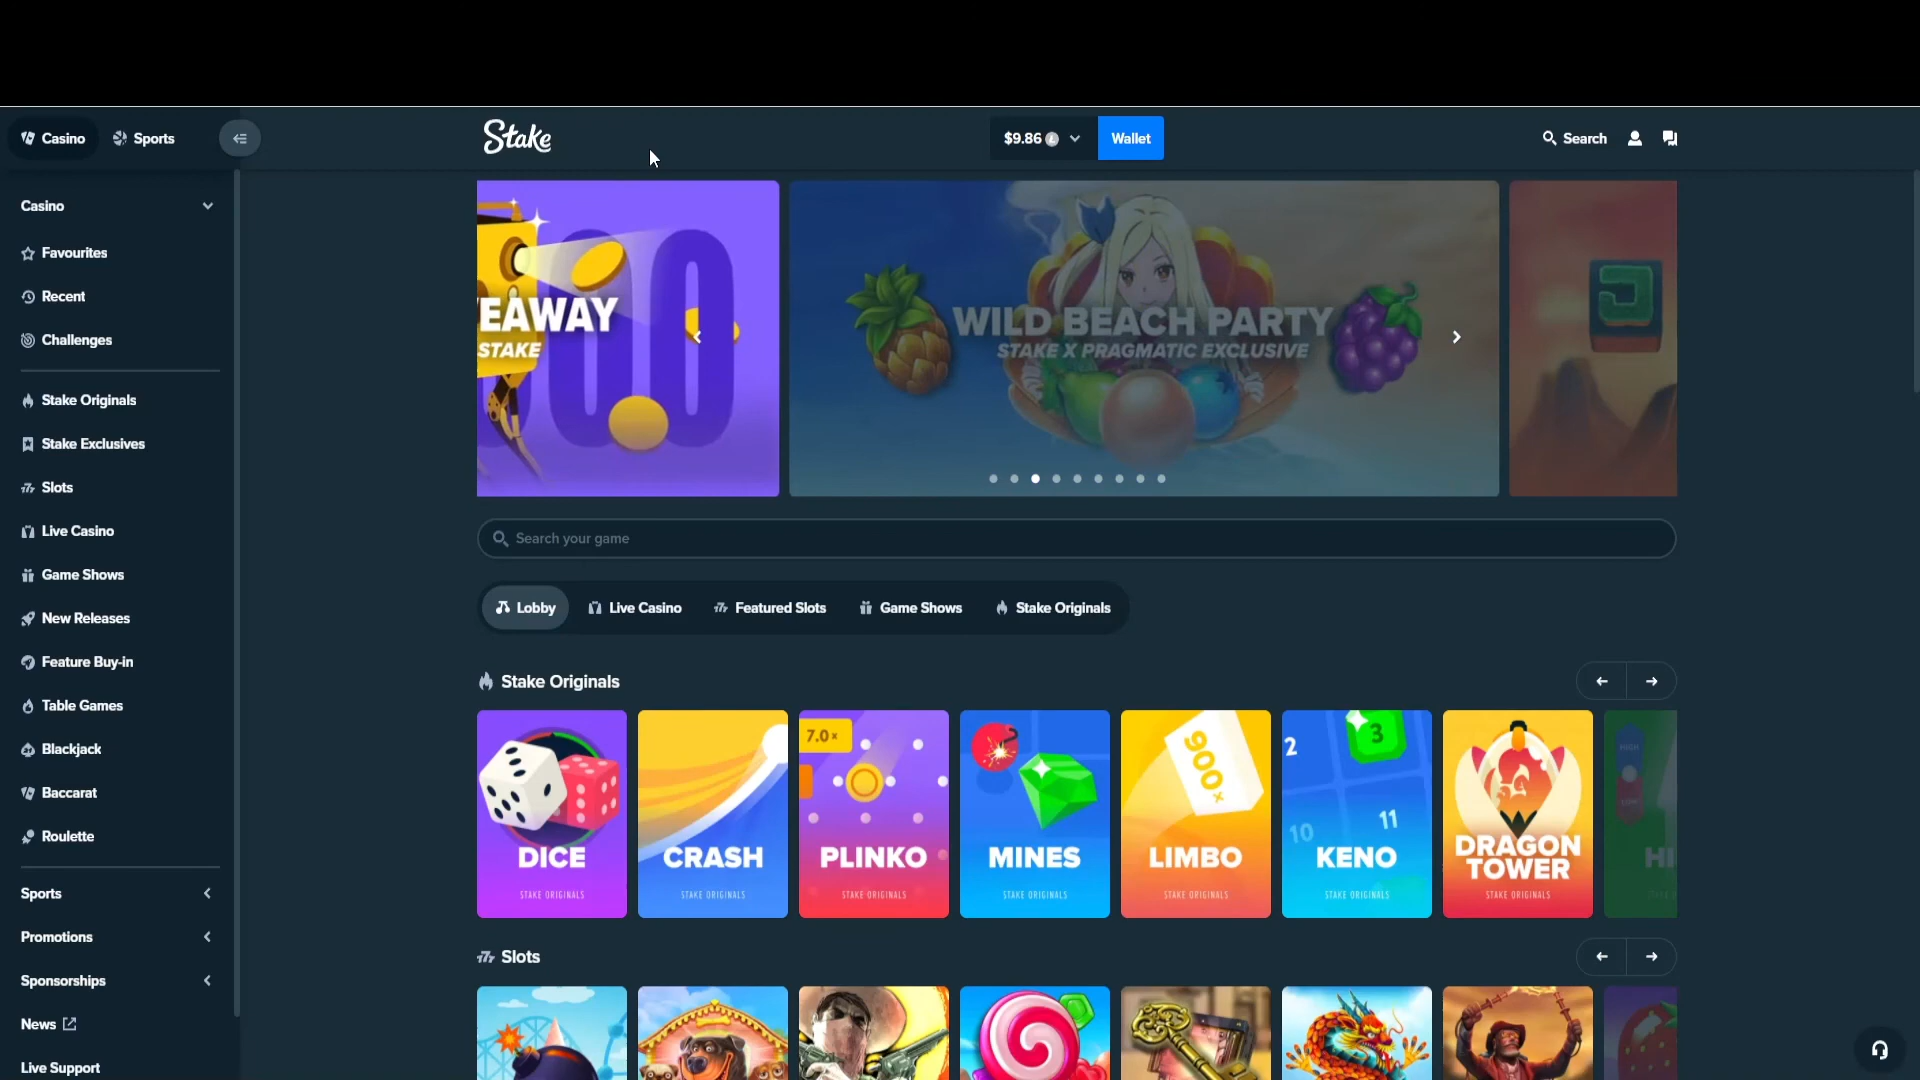 Casino
Sports
Stake
$9.86
Wallet
Search
Casino
Favourites
Recent
Challenges
Stake Originals
Stake Exclusives
Slots
Live Casino
Game Shows
New Releases
Feature Buy-in
Table Games
Blackjack
Baccarat
Roulette
Sports
Promotions
Sponsorships
News
Live Support
EAWAY
STAKE
WILD BEACH PARTY
STAKE X PRAGMATIC EXCLUSIVE
Search your game
Lobby
Live Casino
Featured Slots
Game Shows
Stake Originals
Stake Originals
DICE
STAKE ORIGINALS
CRASH
STAKE ORIGINALS
7.0×
PLINKO
STAKE ORIGINALS
MINES
STAKE ORIGINALS
900×
LIMBO
STAKE ORIGINALS
2
3
10
11
KENO
STAKE ORIGINALS
DRAGON
TOWER
STAKE ORIGINALS
HIGH
HI
Slots